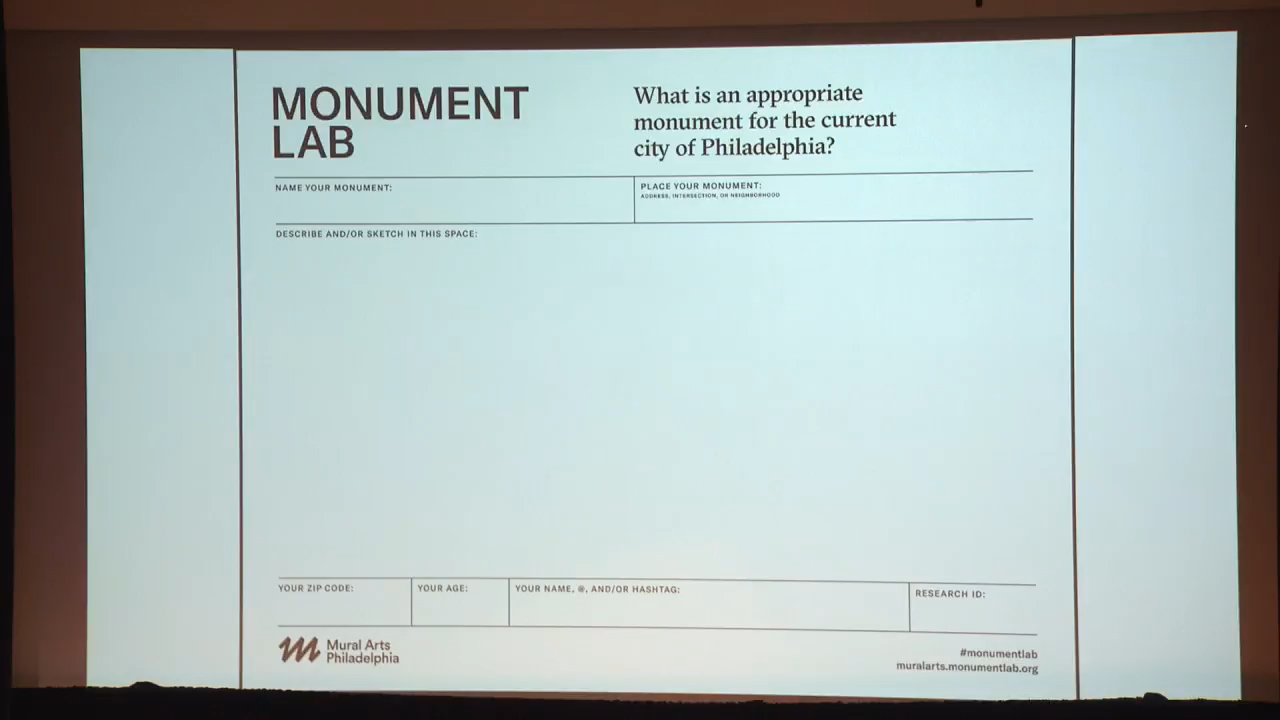 MONUMENT
LAB
What is an appropriate
monument for the current
city of Philadelphia?
NAME YOUR MONUMENT:
PLACE YOUR MONUMENT:
ADDRESS, INTERSECTION, OR NEIGHBORHOOD
DESCRIBE AND/OR SKETCH IN THIS SPACE:
YOUR ZIP CODE:
YOUR AGE:
YOUR NAME, @, AND/OR HASHTAG:
RESEARCH ID:
Mural Arts
Philadelphia
#monumentlab
muralarts.monumentlab.org